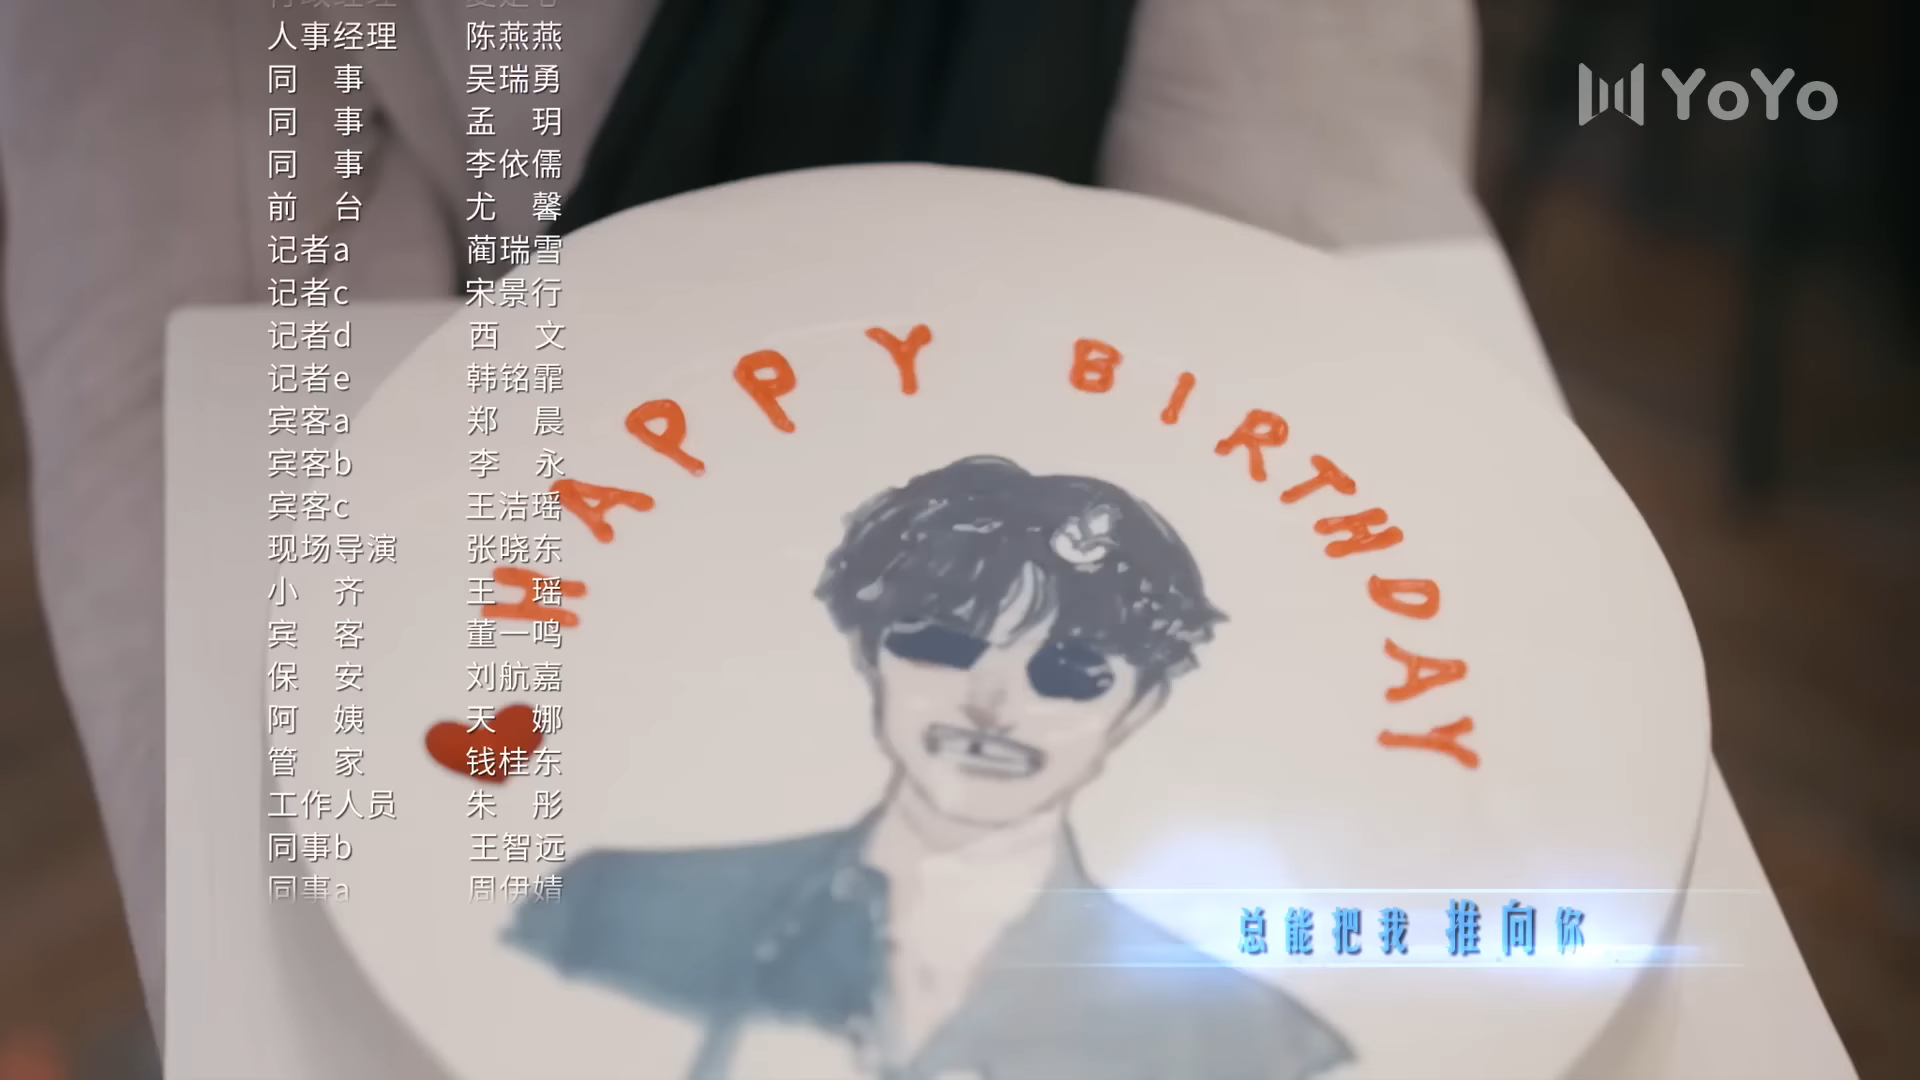 人事经理 陈燕燕
同 事 吴瑞勇
同 事 孟 玥
同 事 李依儒
前 台 尤 馨
记者a 蔺瑞雪
记者c 宋景行
记者d 西 文
记者e 韩铭霏
宾客a 郑 晨
宾客b 李 永
宾客c 王洁瑶
现场导演 张晓东
小 齐 王 瑶
宾 客 董一鸣
保 安 刘航嘉
阿 姨 天 娜
管 家 钱桂东
工作人员 朱 彤
同事b 王智远
同事a 周伊婧
YoYo
HAPPY BIRTHDAY
总能把我 推向你